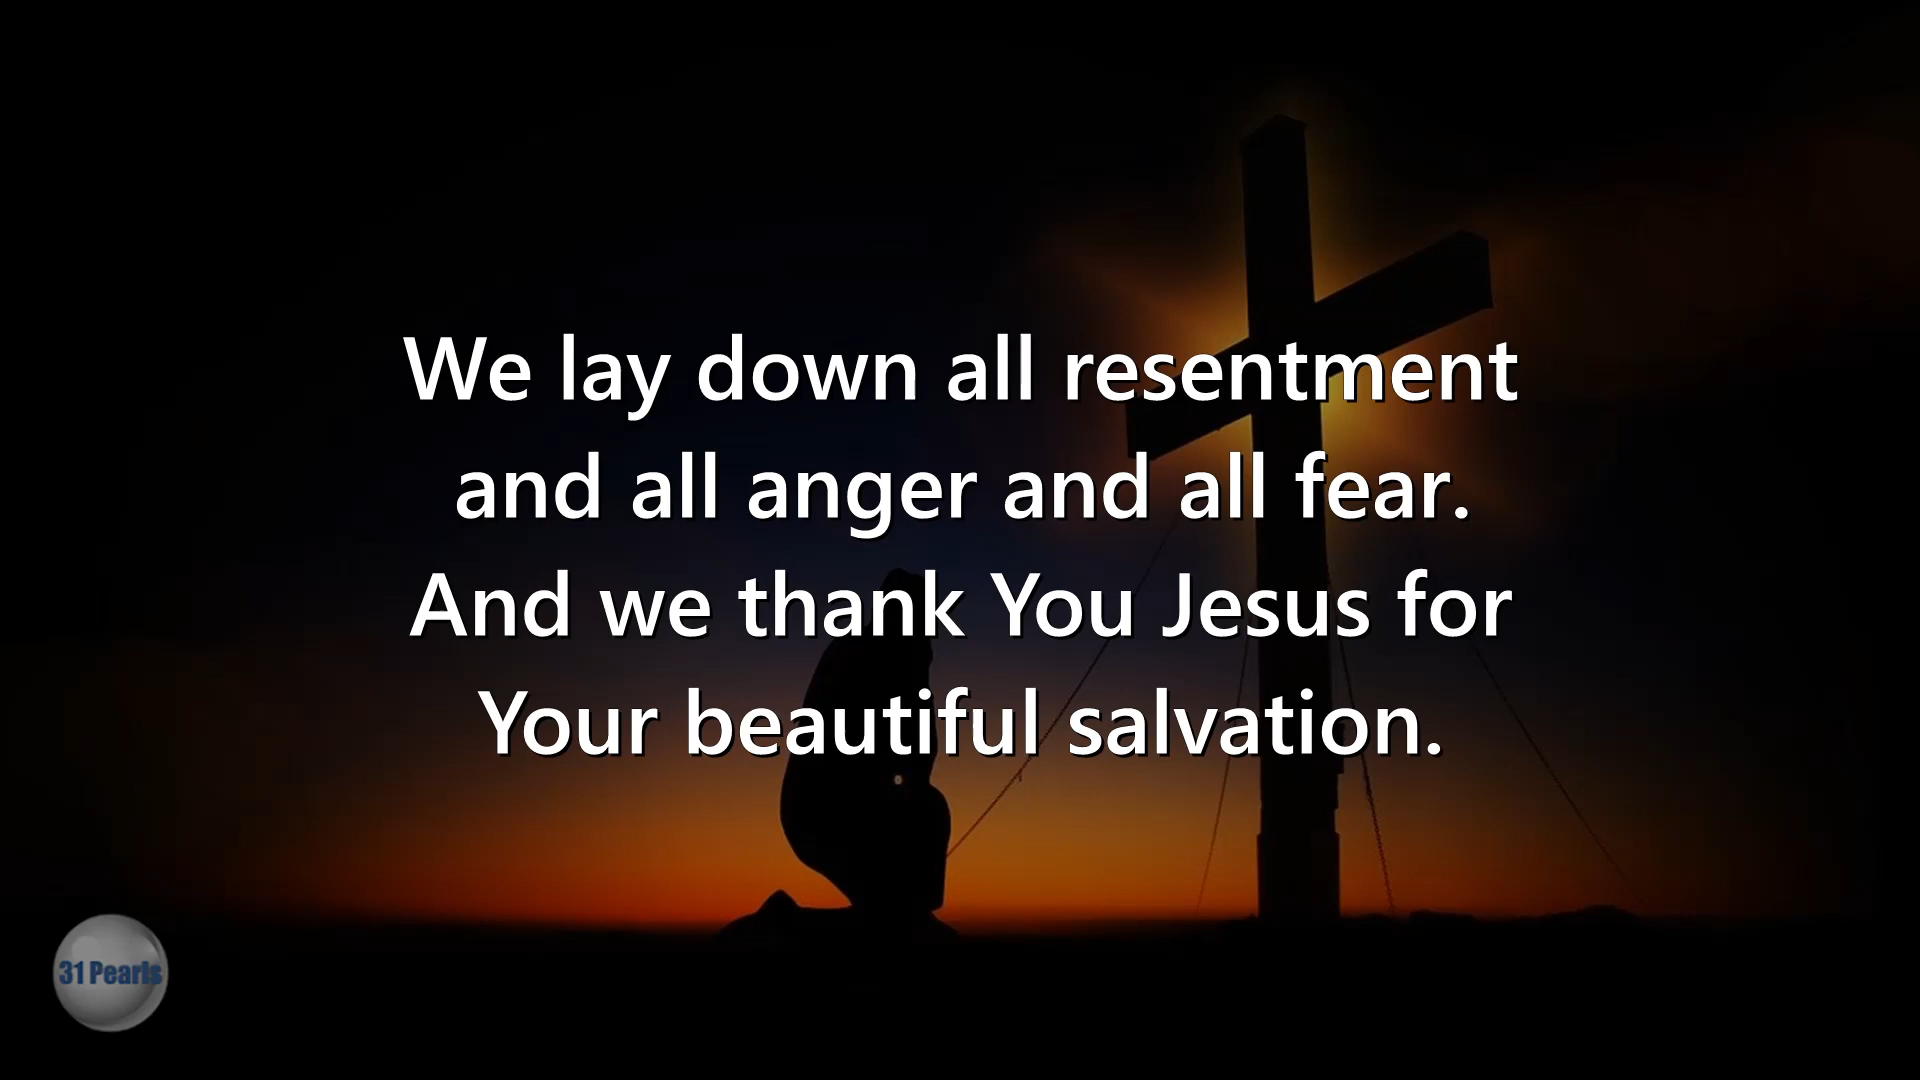 We lay down all resentment
and all anger and all fear.
And we thank You Jesus for
Your beautiful salvation.
31 Pearls